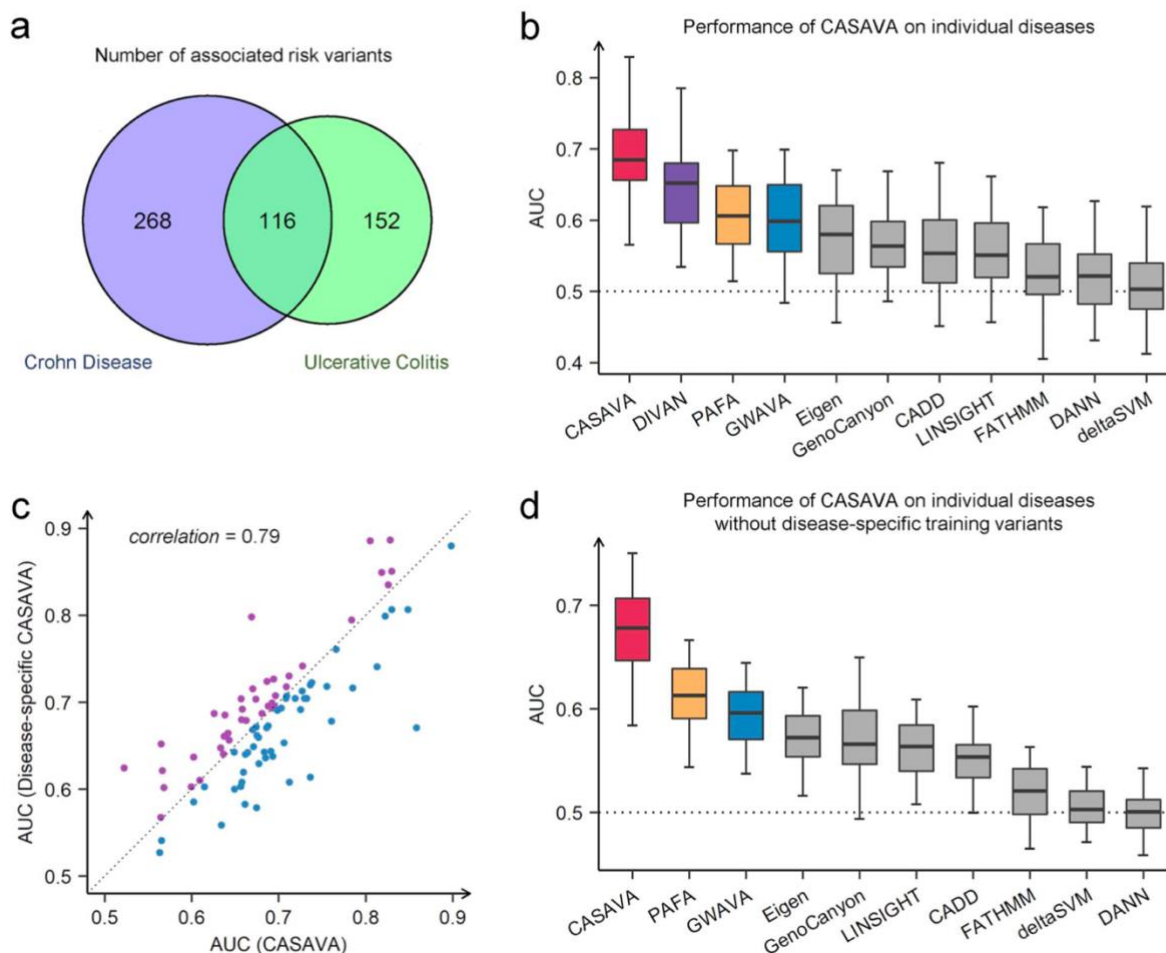 a
Number of associated risk variants
268
116
152
Crohn Disease
Ulcerative Colitis
b
Performance of CASAVA on individual diseases
AUC
0.8
0.7
0.6
0.5
0.4
CASAVA
DIVAN
PAFA
GWAVA
Eigen
GenoCanyon
CADD
LINSIGHT
FATHMM
DANN
deltaSVM
c
correlation = 0.79
AUC (Disease-specific CASAVA)
0.9
0.8
0.7
0.6
0.5
0.5
0.6
0.7
0.8
0.9
AUC (CASAVA)
d
Performance of CASAVA on individual diseases
without disease-specific training variants
AUC
0.7
0.6
0.5
CASAVA
PAFA
GWAVA
Eigen
GenoCanyon
LINSIGHT
CADD
FATHMM
deltaSVM
DANN